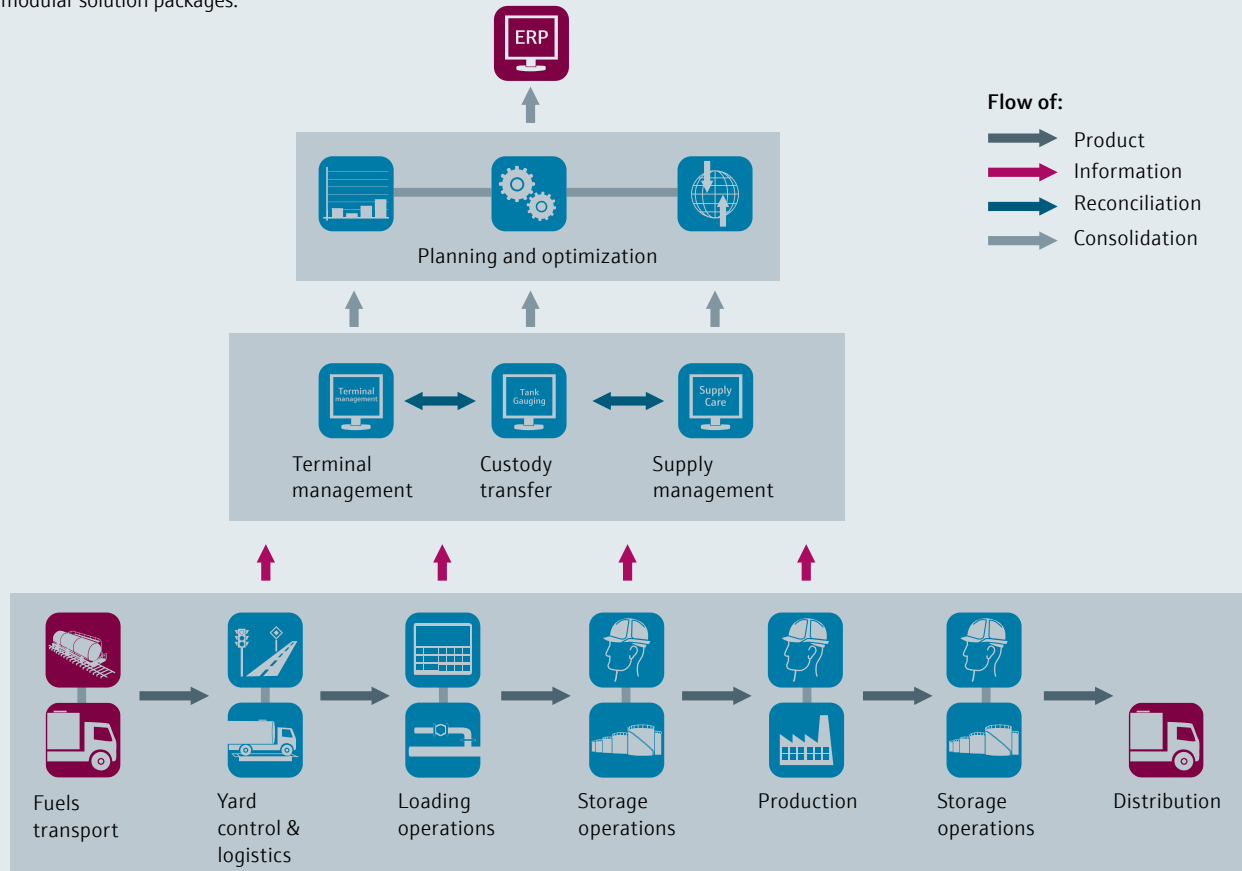 modular solution packages.
ERP
Flow of:
Product
Information
Reconciliation
Consolidation
Planning and optimization
Terminal
management
Tank
Gauging
Supply
Care
Terminal
management
Custody
transfer
Supply
management
Fuels
transport
Yard
control &
logistics
Loading
operations
Storage
operations
Production
Storage
operations
Distribution